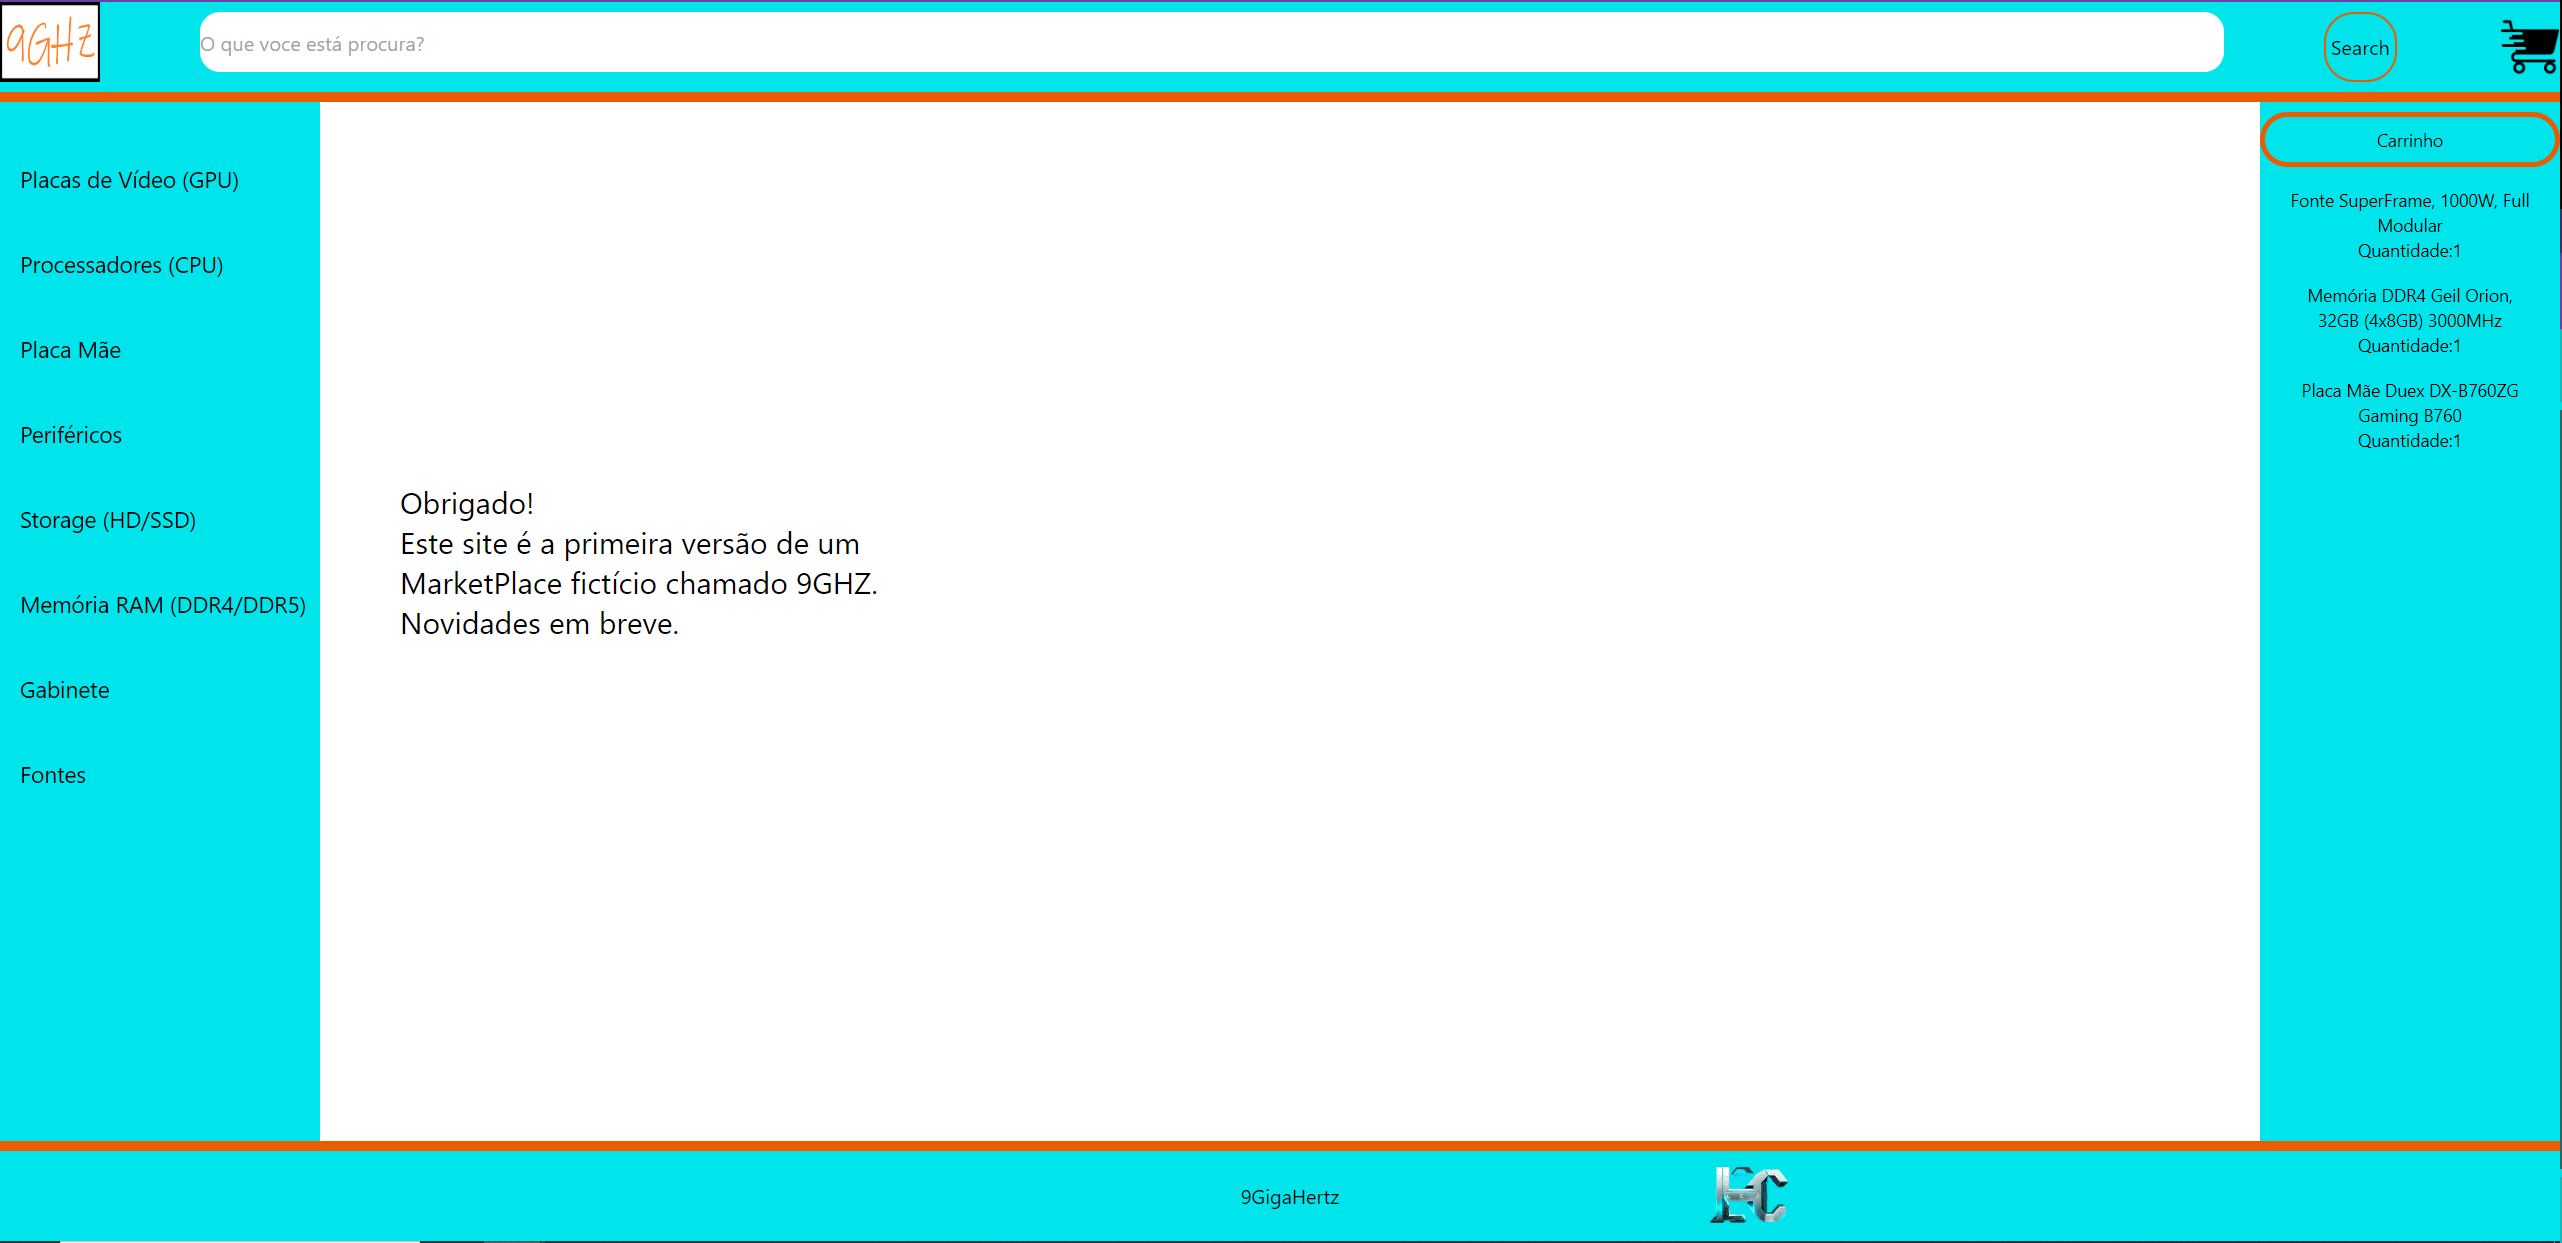 9GHZ
O que voce está procura?
Search
Placas de Vídeo (GPU)
Processadores (CPU)
Placa Mãe
Periféricos
Storage (HD/SSD)
Memória RAM (DDR4/DDR5)
Gabinete
Fontes
Obrigado!
Este site é a primeira versão de um
MarketPlace fictício chamado 9GHZ.
Novidades em breve.
Carrinho
Fonte SuperFrame, 1000W, Full
Modular
Quantidade:1
Memória DDR4 Geil Orion,
32GB (4x8GB) 3000MHz
Quantidade:1
Placa Mãe Duex DX-B760ZG
Gaming B760
Quantidade:1
9GigaHertz